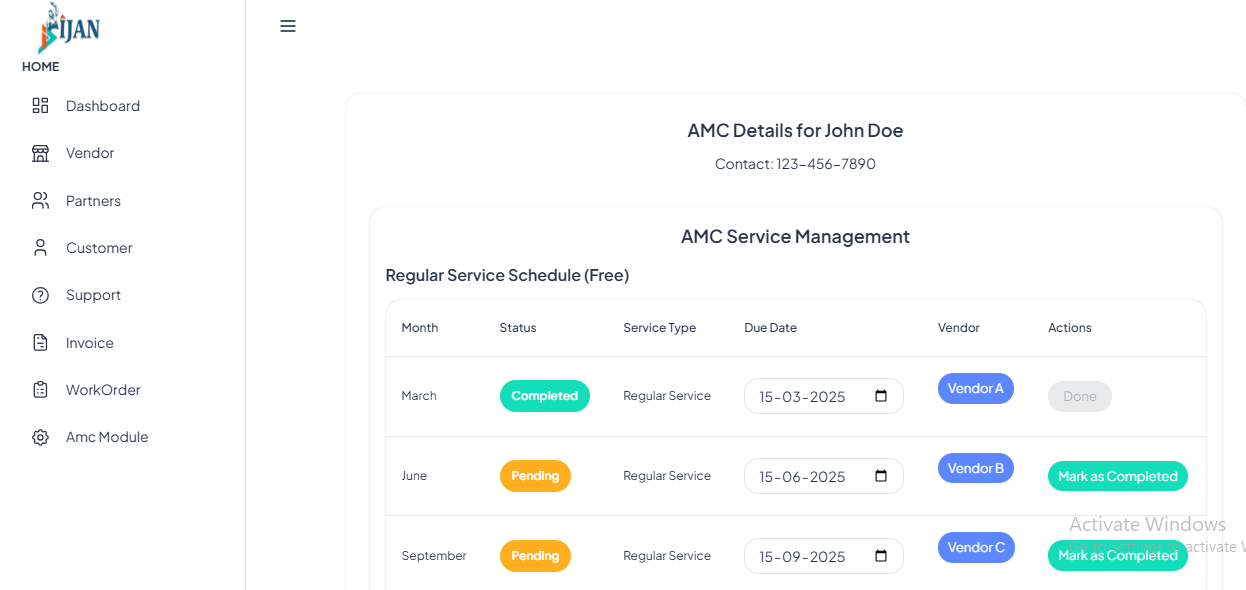 IJAN
HOME
Dashboard
Vendor
Partners
Customer
Support
Invoice
WorkOrder
Amc Module
AMC Details for John Doe
Contact: 123-456-7890
AMC Service Management
Regular Service Schedule (Free)
Month Status Service Type Due Date Vendor Actions
March Completed Regular Service 15-03-2025 Vendor A Done
June Pending Regular Service 15-06-2025 Vendor B Mark as Completed
September Pending Regular Service 15-09-2025 Vendor C Mark as Completed
Activate Windows
activate